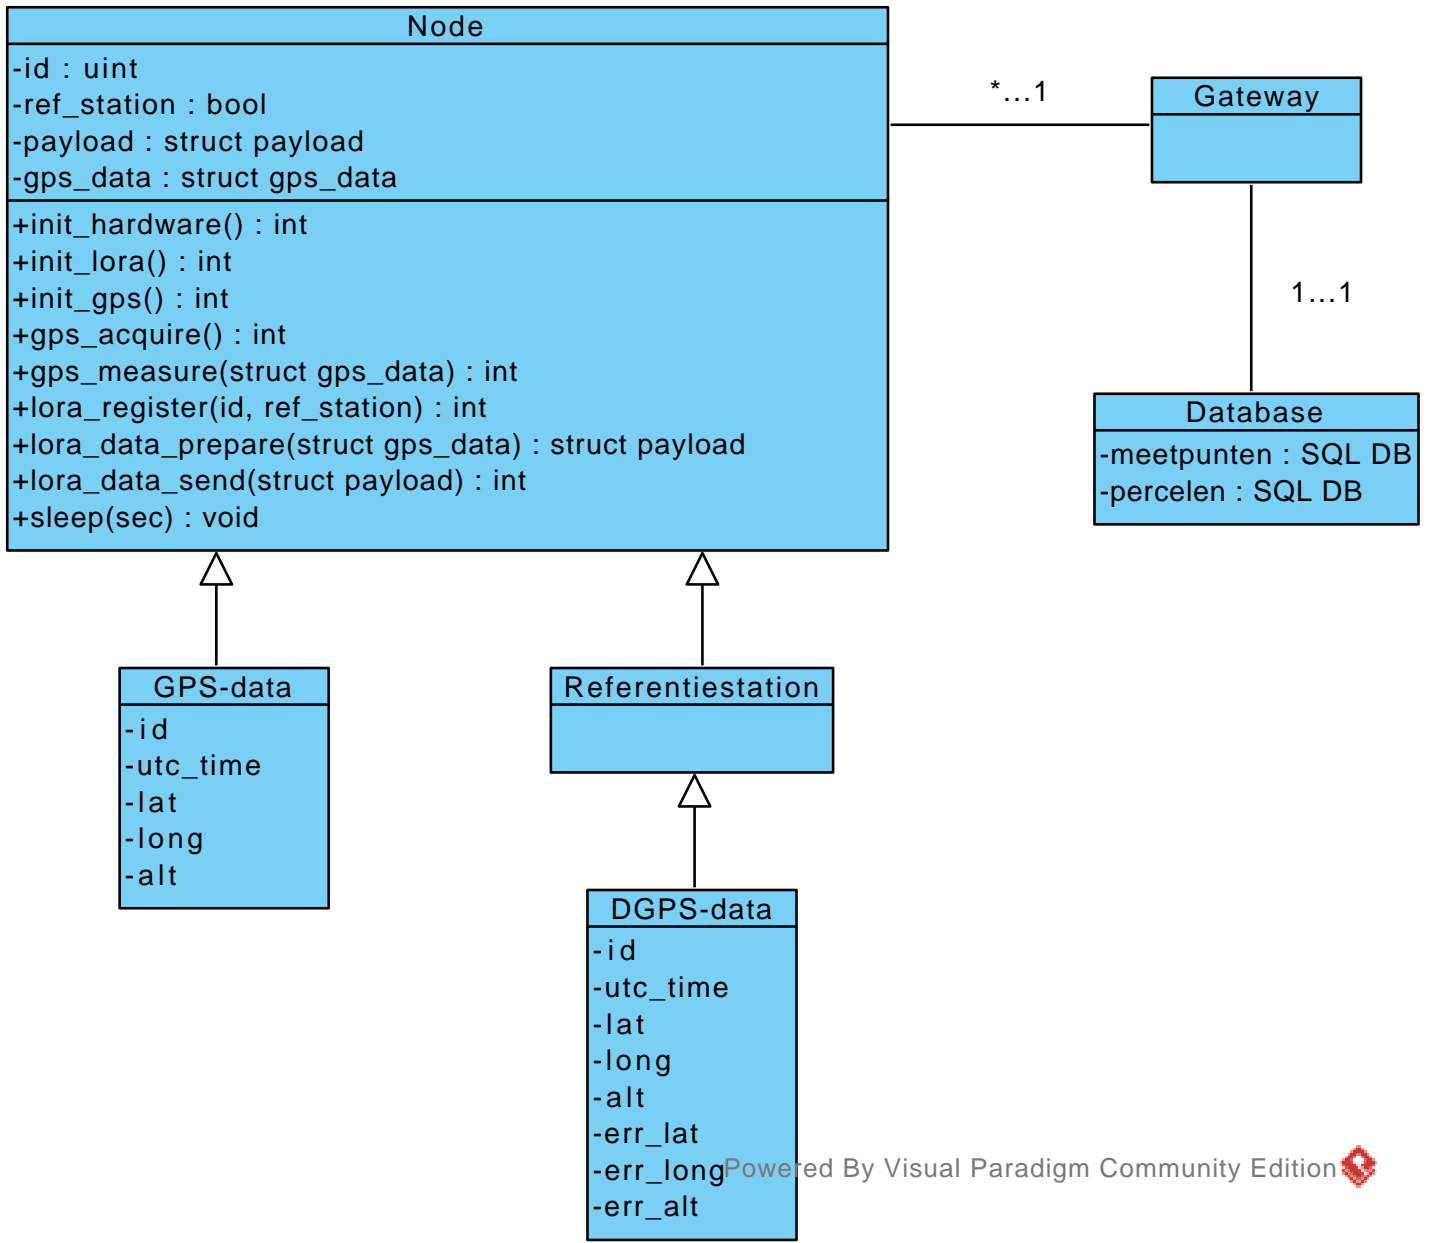 Node
-id : uint
-ref_station : bool
-payload : struct payload
-gps_data : struct gps_data
+init_hardware() : int
+init_lora() : int
+init_gps() : int
+gps_acquire() : int
+gps_measure(struct gps_data) : int
+lora_register(id, ref_station) : int
+lora_data_prepare(struct gps_data) : struct payload
+lora_data_send(struct payload) : int
+sleep(sec) : void
*...1
Gateway
1...1
Database
-meetpunten : SQL DB
-percelen : SQL DB
GPS-data
-id
-utc_time
-lat
-long
-alt
Referentiestation
DGPS-data
-id
-utc_time
-lat
-long
-alt
-err_lat
-err_long
-err_alt
Powered By Visual Paradigm Community Edition